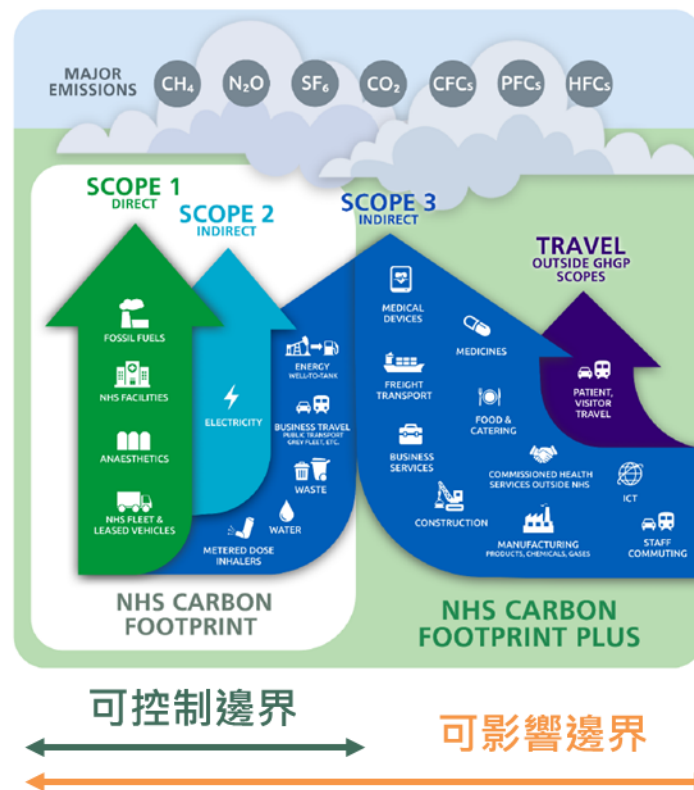 MAJOR
EMISSIONS
CH₄
N₂O
SF₆
CO₂
CFCs
PFCs
HFCs
SCOPE 1
DIRECT
SCOPE 2
INDIRECT
SCOPE 3
INDIRECT
TRAVEL
OUTSIDE GHGP
SCOPES
FOSSIL FUELS
NHS FACILITIES
ANAESTHETICS
NHS FLEET &
LEASED VEHICLES
ELECTRICITY
ENERGY
WELL-TO-TANK
BUSINESS TRAVEL
PUBLIC TRANSPORT
GREY FLEET, ETC.
WASTE
WATER
METERED DOSE
INHALERS
MEDICAL
DEVICES
MEDICINES
FREIGHT
TRANSPORT
FOOD &
CATERING
BUSINESS
SERVICES
COMMISSIONED HEALTH
SERVICES OUTSIDE NHS
ICT
CONSTRUCTION
MANUFACTURING
PRODUCTS, CHEMICALS, GASES
STAFF
COMMUTING
PATIENT,
VISITOR
TRAVEL
NHS CARBON
FOOTPRINT
NHS CARBON
FOOTPRINT PLUS
可控制邊界
可影響邊界